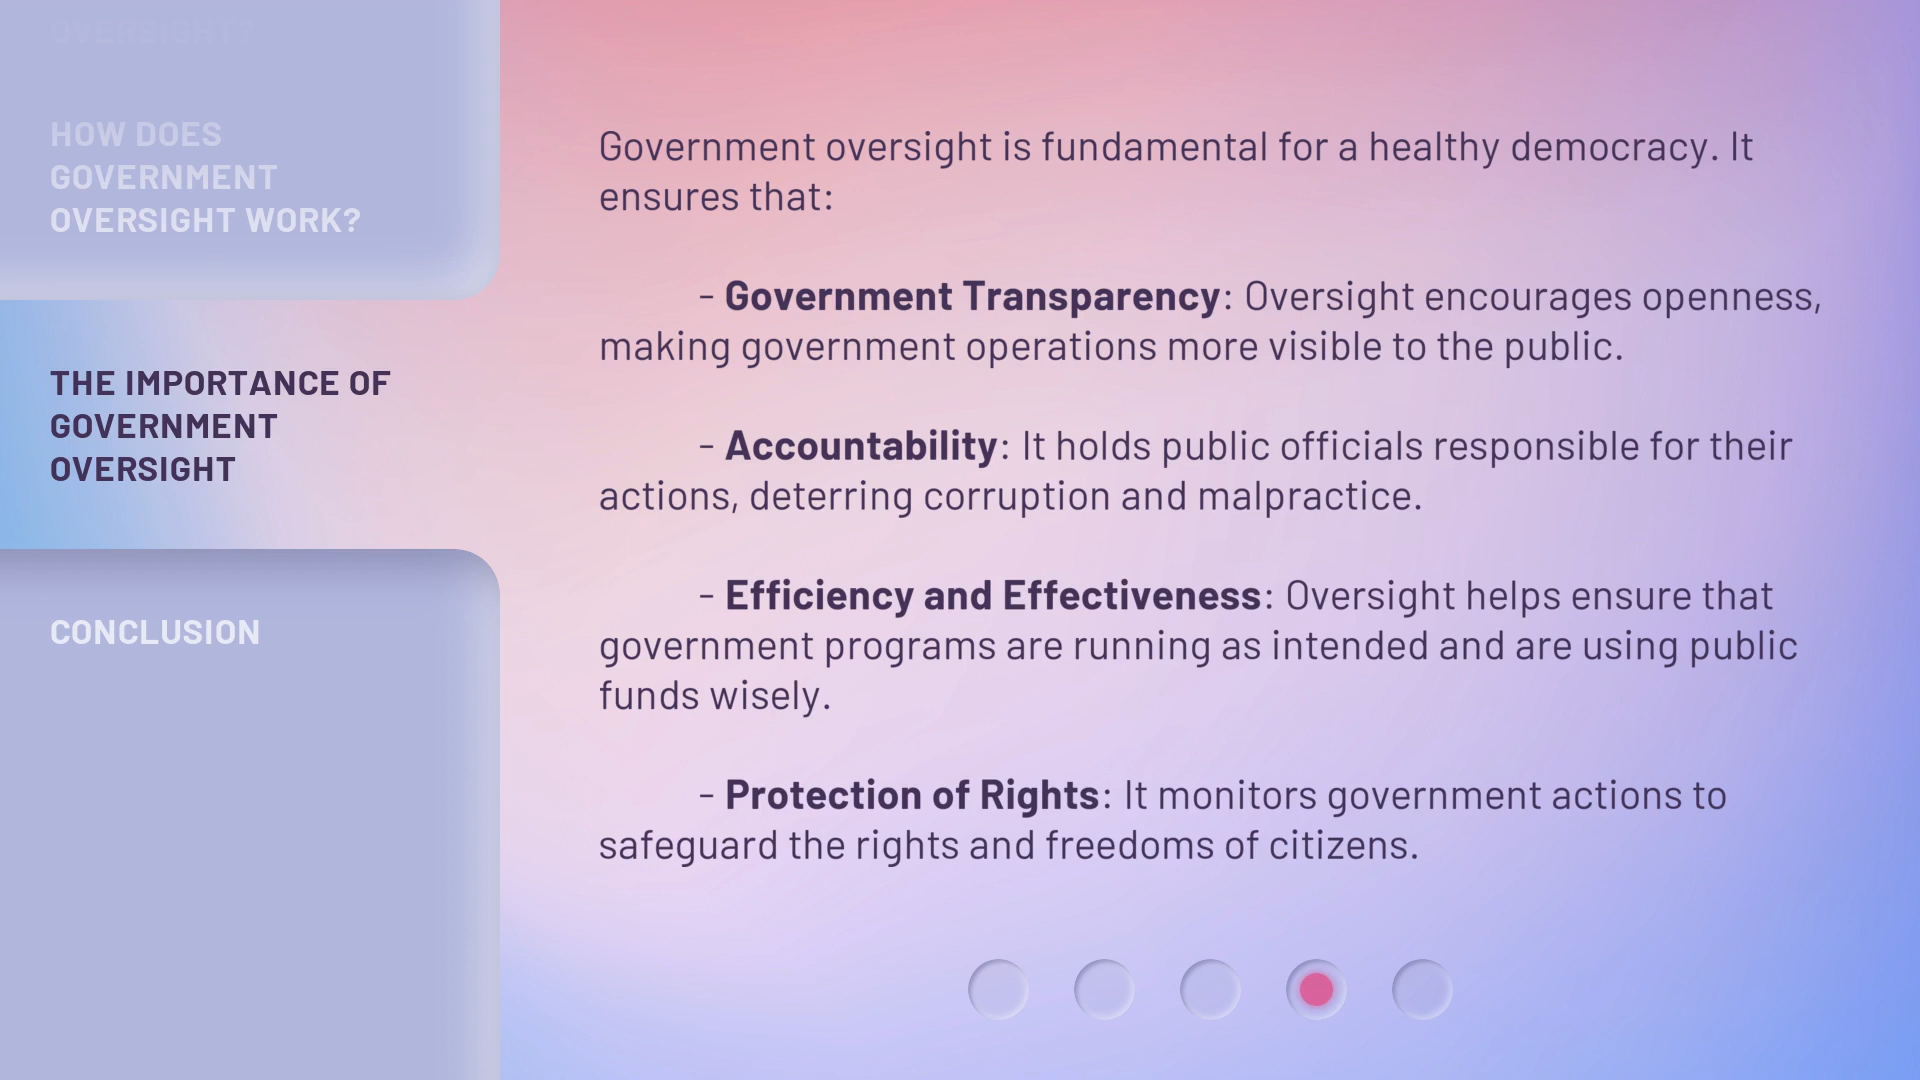 OVERSIGHT?
HOW DOES
GOVERNMENT
OVERSIGHT WORK?
THE IMPORTANCE OF
GOVERNMENT
OVERSIGHT
CONCLUSION
Government oversight is fundamental for a healthy democracy. It
ensures that:
- Government Transparency: Oversight encourages openness,
making government operations more visible to the public.
- Accountability: It holds public officials responsible for their
actions, deterring corruption and malpractice.
- Efficiency and Effectiveness: Oversight helps ensure that
government programs are running as intended and are using public
funds wisely.
- Protection of Rights: It monitors government actions to
safeguard the rights and freedoms of citizens.